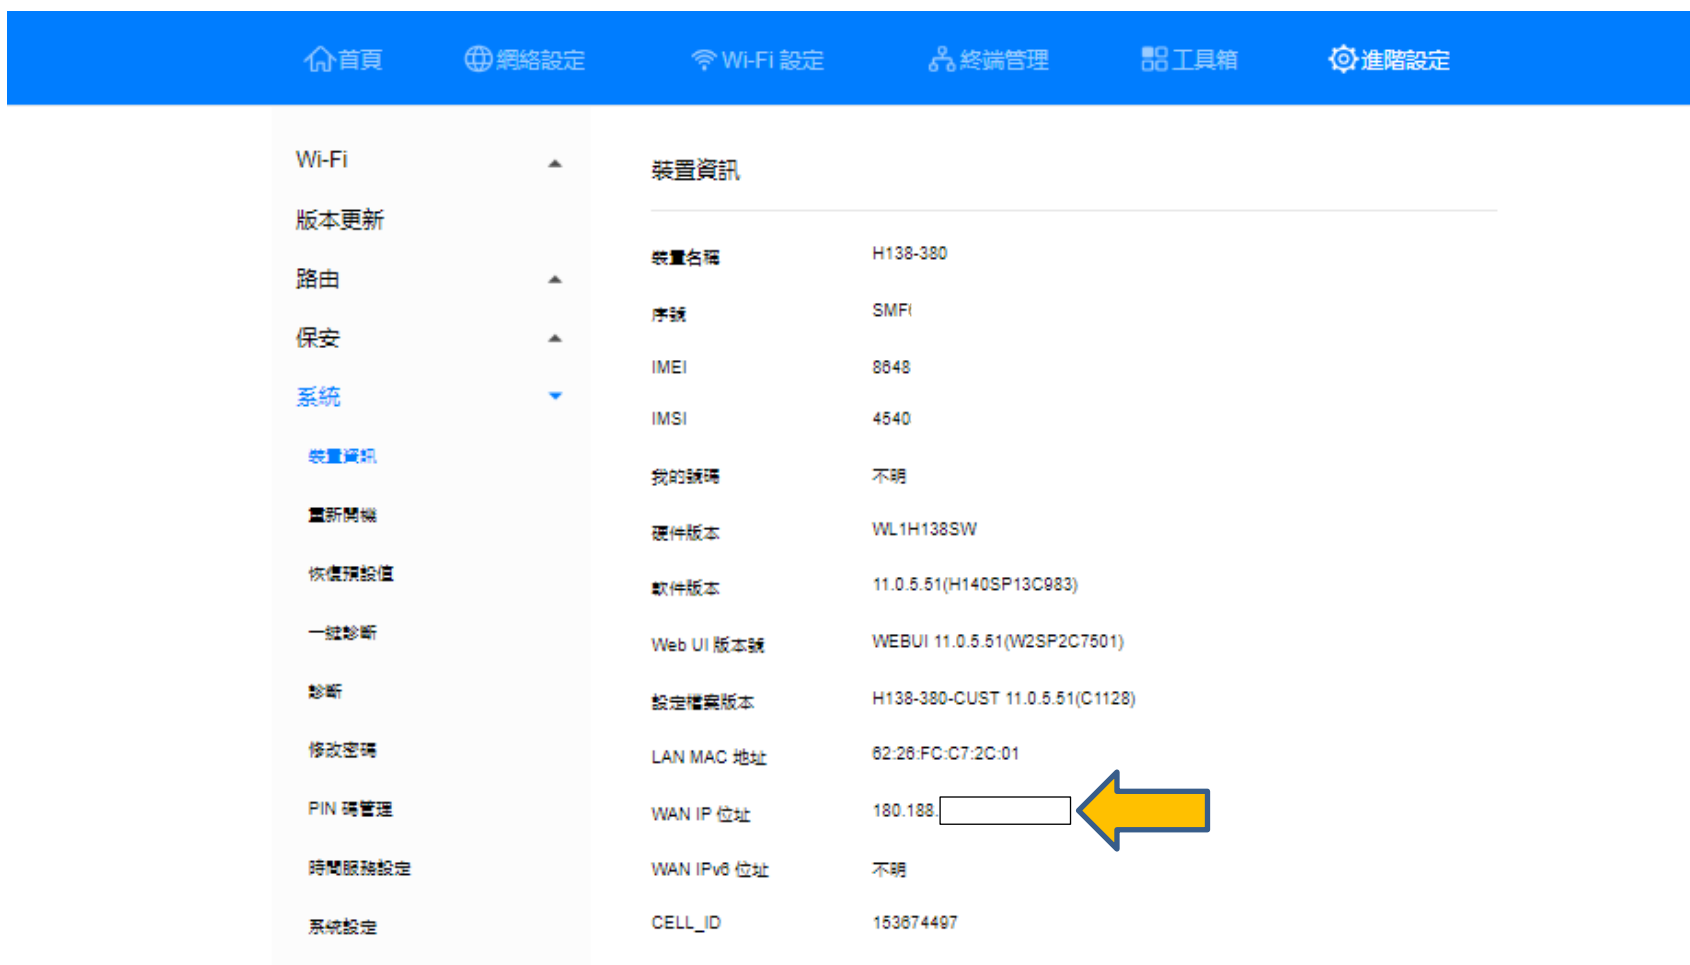 首頁 網絡設定 Wi-Fi 設定 終端管理 工具箱 進階設定
Wi-Fi
版本更新
路由
保安
系統
裝置資訊
重新開機
恢復預設值
一鍵診斷
診斷
修改密碼
PIN 碼管理
時間服務設定
系統設定
裝置資訊
裝置名稱 H138-380
序號 SMF
IMEI 8648
IMSI 4540
我的號碼 不明
硬件版本 WL1H138SW
軟件版本 11.0.5.51(H140SP13C983)
Web UI 版本號 WEBUI 11.0.5.51(W2SP2C7501)
設定檔案版本 H138-380-CUST 11.0.5.51(C1128)
LAN MAC 地址 62:26:FC:C7:2C:01
WAN IP 位址 180.188.
WAN IPv6 位址 不明
CELL_ID 153674497